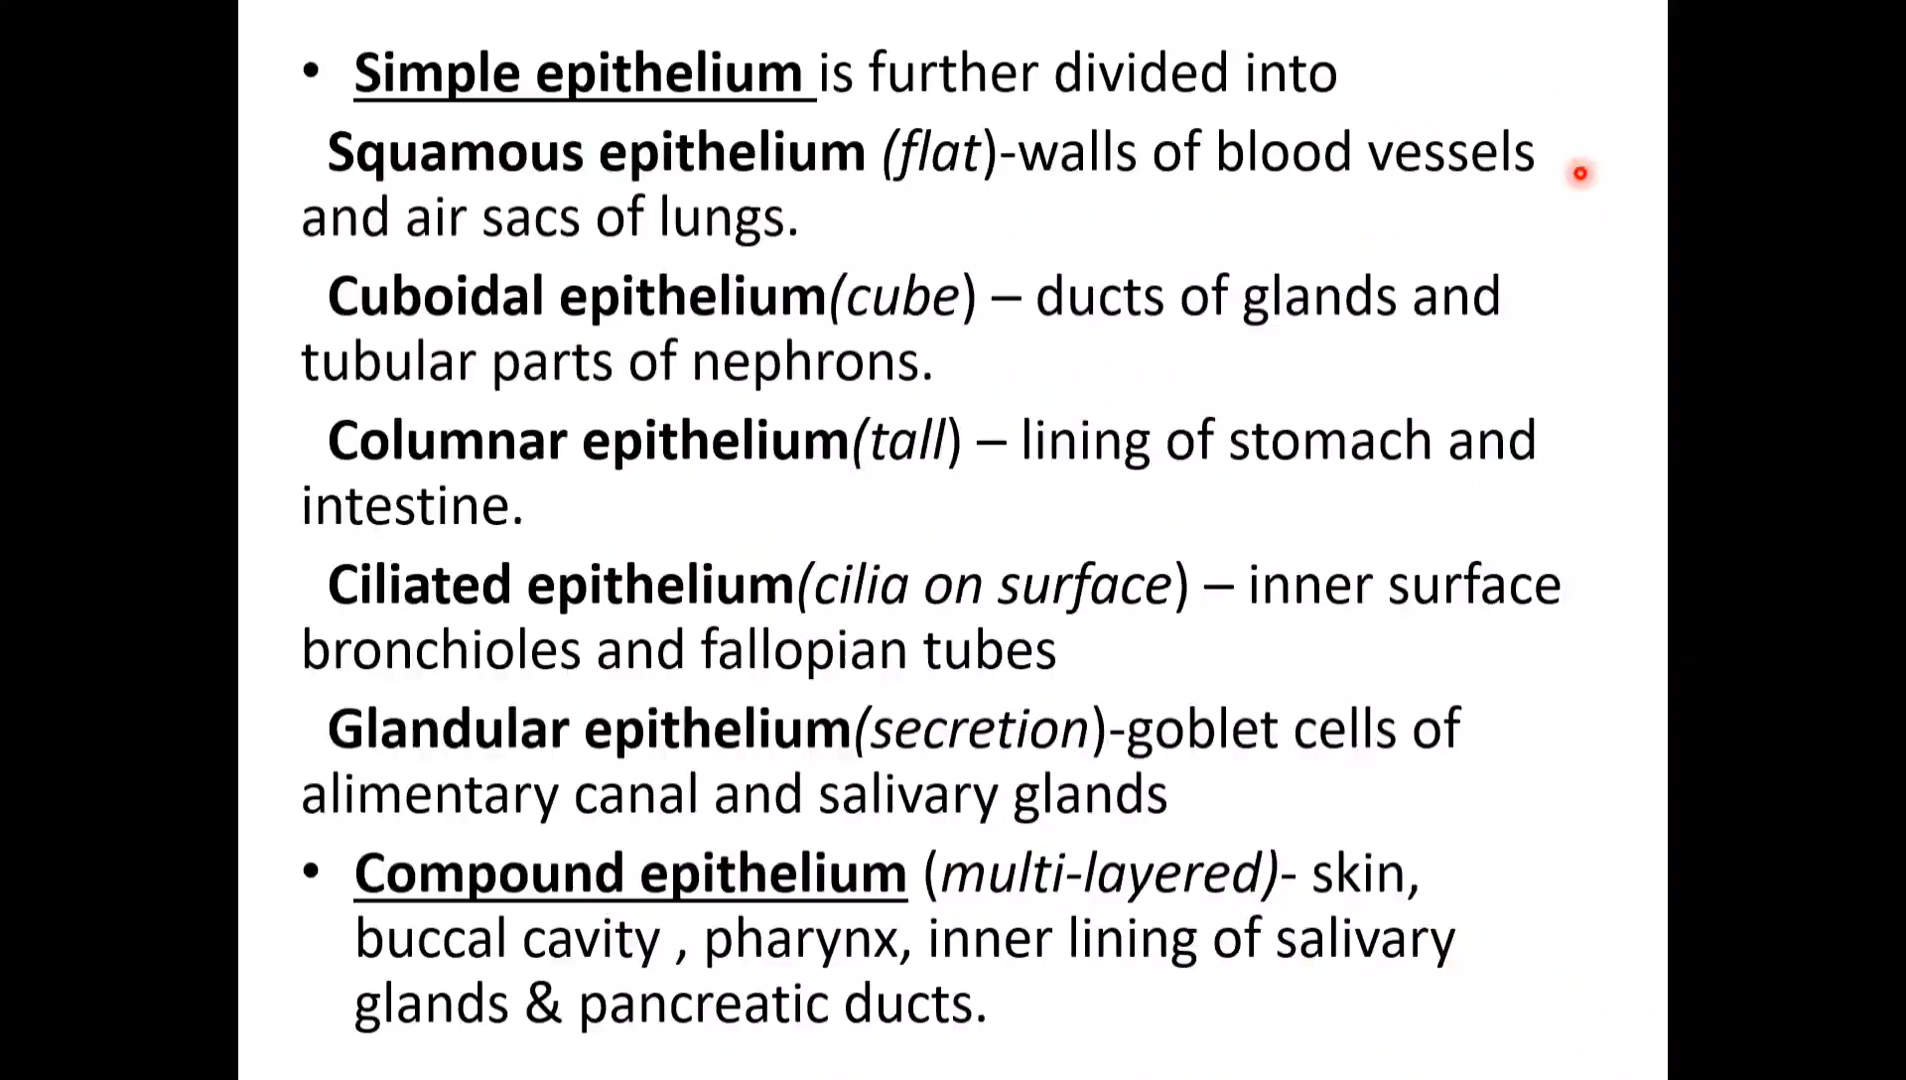 • Simple epithelium is further divided into
Squamous epithelium (flat)-walls of blood vessels
and air sacs of lungs.
Cuboidal epithelium(cube) – ducts of glands and
tubular parts of nephrons.
Columnar epithelium(tall) – lining of stomach and
intestine.
Ciliated epithelium(cilia on surface) – inner surface
bronchioles and fallopian tubes
Glandular epithelium(secretion)-goblet cells of
alimentary canal and salivary glands
• Compound epithelium (multi-layered)- skin,
buccal cavity , pharynx, inner lining of salivary
glands & pancreatic ducts.